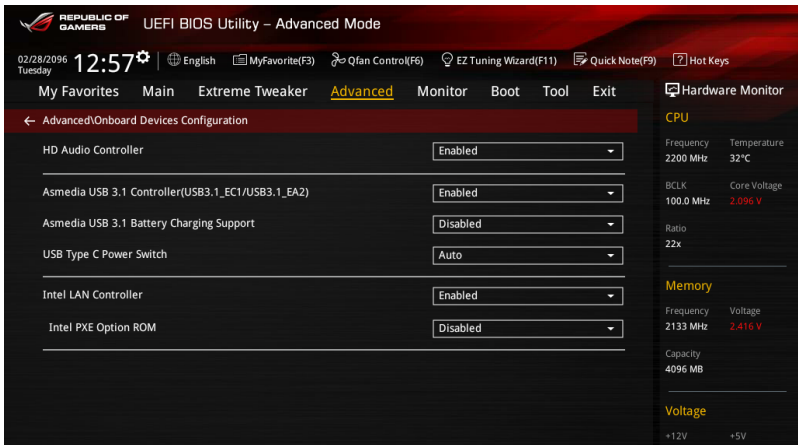 REPUBLIC OF
GAMERS
UEFI BIOS Utility – Advanced Mode
02/28/2096
Tuesday
12:57
English
MyFavorite(F3)
Qfan Control(F6)
EZ Tuning Wizard(F11)
Quick Note(F9)
? Hot Keys
My Favorites Main Extreme Tweaker Advanced Monitor Boot Tool Exit
Hardware Monitor
← Advanced\Onboard Devices Configuration
HD Audio Controller Enabled
Asmedia USB 3.1 Controller(USB3.1_EC1/USB3.1_EA2) Enabled
Asmedia USB 3.1 Battery Charging Support Disabled
USB Type C Power Switch Auto
Intel LAN Controller Enabled
Intel PXE Option ROM Disabled
CPU
Frequency Temperature
2200 MHz 32°C
BCLK Core Voltage
100.0 MHz 2.096 V
Ratio
22x
Memory
Frequency Voltage
2133 MHz 2.416 V
Capacity
4096 MB
Voltage
+12V +5V